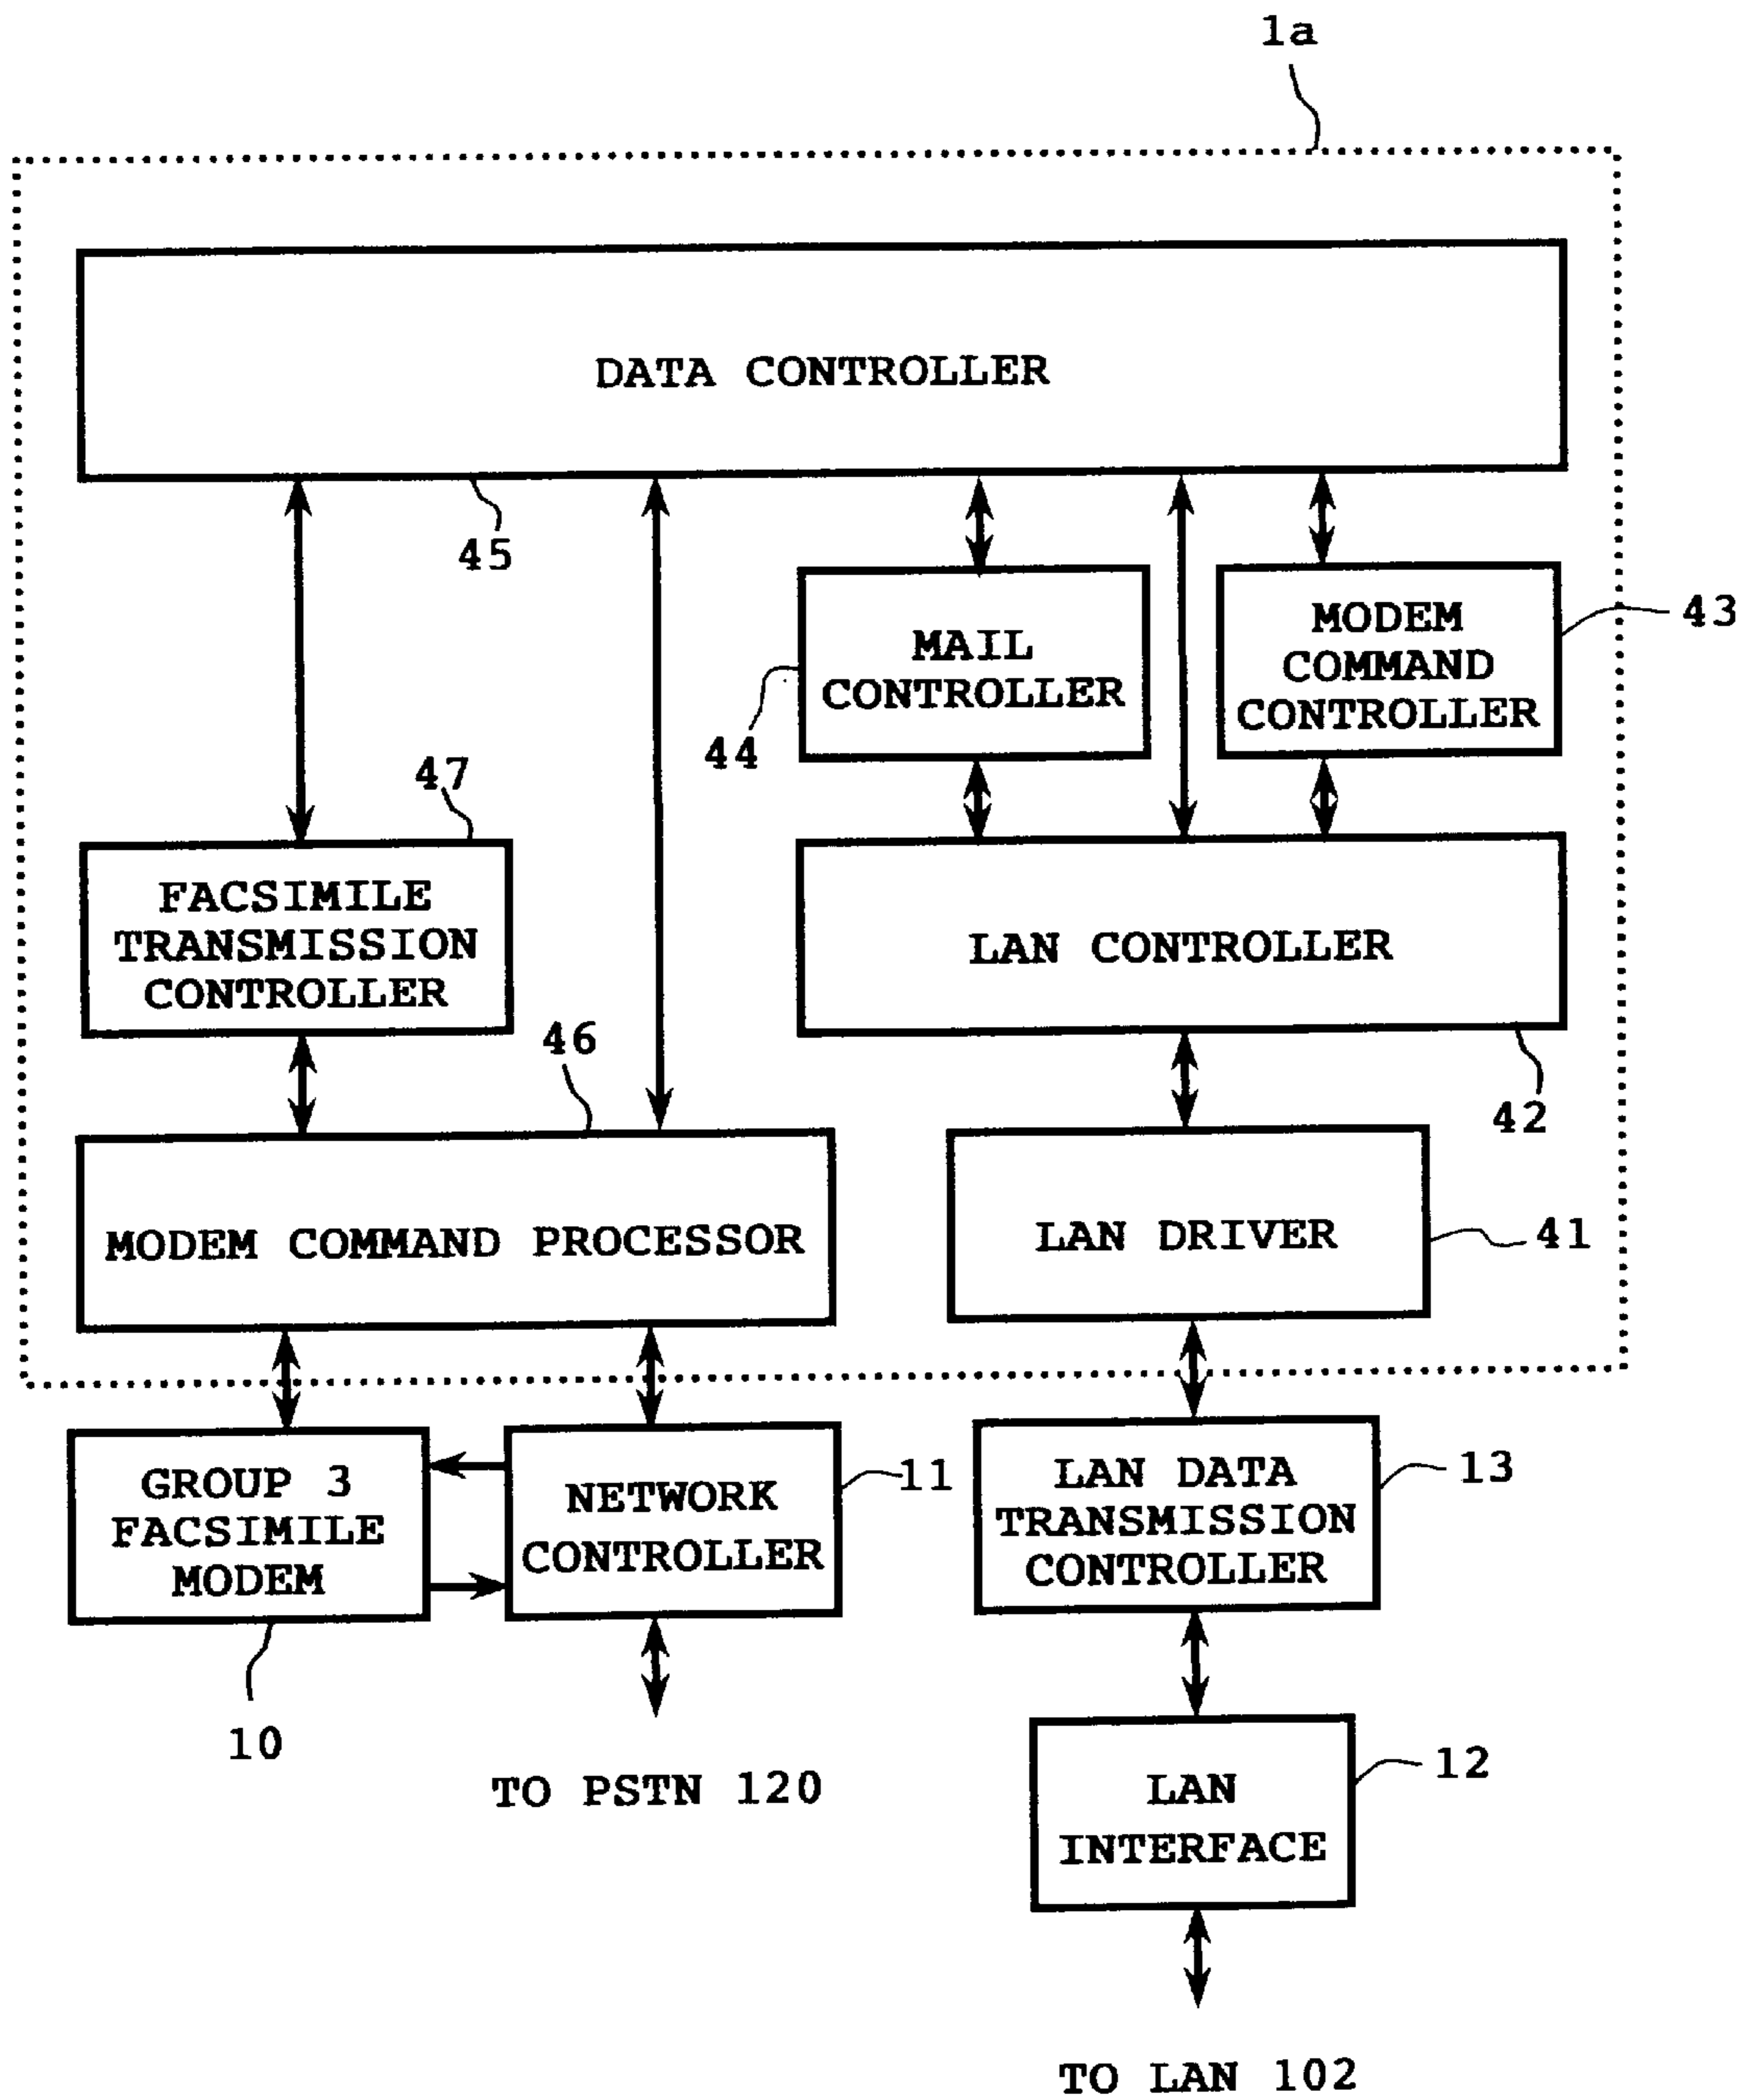 1a
DATA CONTROLLER
45
MAIL
CONTROLLER
44
MODEM
COMMAND
CONTROLLER
43
47
FACSIMILE
TRANSMISSION
CONTROLLER
LAN CONTROLLER
42
46
MODEM COMMAND PROCESSOR
LAN DRIVER
41
GROUP 3
FACSIMILE
MODEM
10
NETWORK
CONTROLLER
11
LAN DATA
TRANSMISSION
CONTROLLER
13
TO PSTN 120
LAN
INTERFACE
12
TO LAN 102